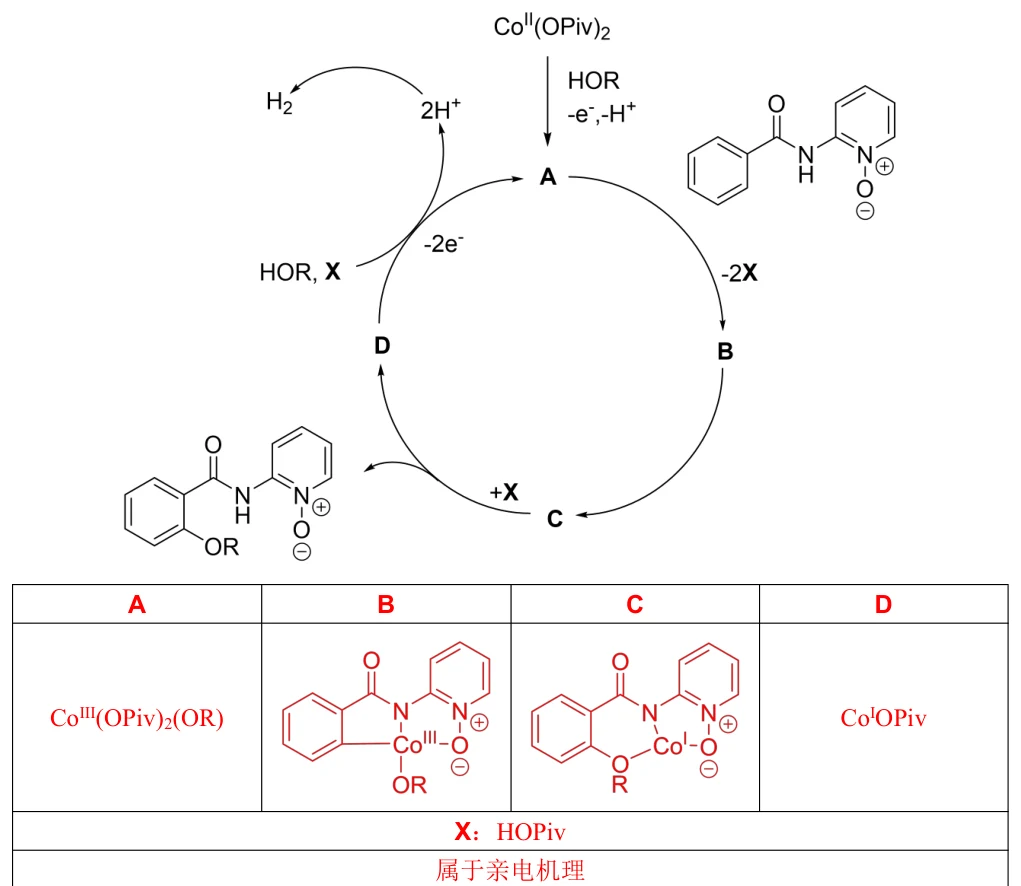 Co^II(OPiv)₂
HOR
-e⁻,-H⁺
H₂
2H⁺
A
O
N
H
N
⊕
O
⊖
-2e⁻
HOR, X
-2X
D
B
O
N
H
N
⊕
O
⊖
OR
+X
C
A B C D
Co^III(OPiv)₂(OR)
O
N
N
⊕
Co^III
O
⊖
OR
O
N
N
⊕
Co^I
O
O
⊖
R
Co^IOPiv
X：HOPiv
属于亲电机理